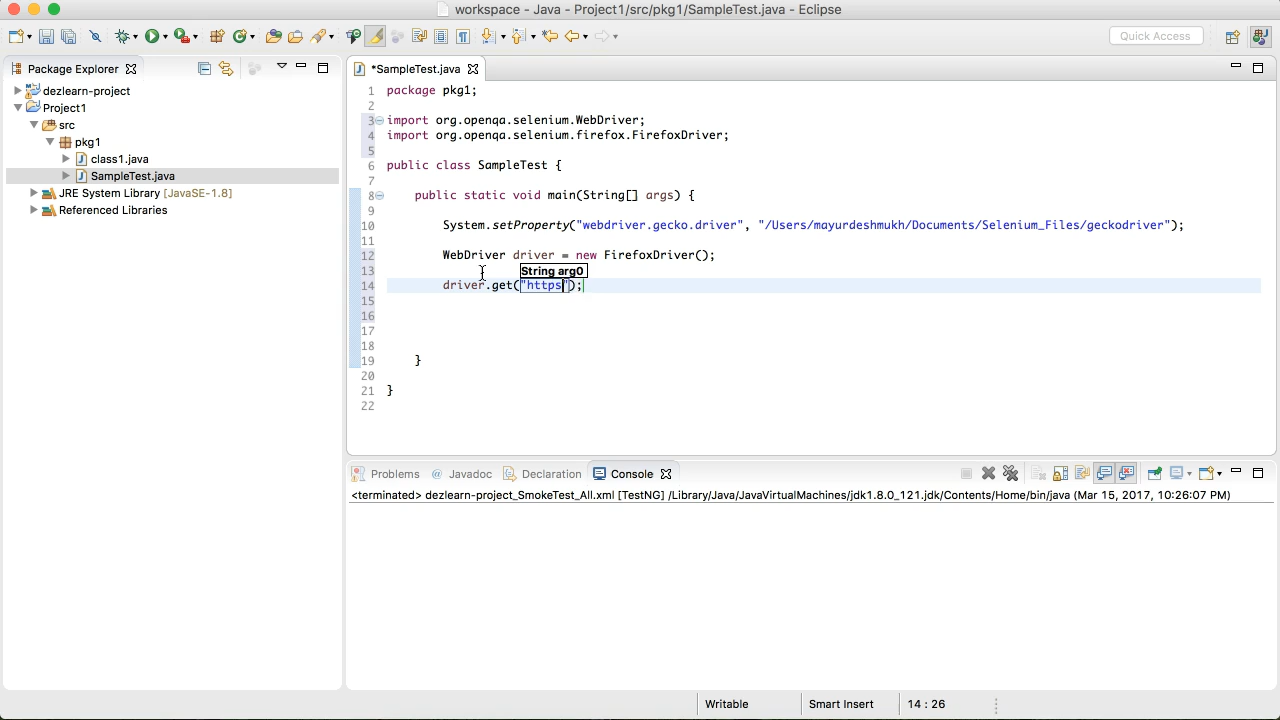 workspace - Java - Project1/src/pkg1/SampleTest.java - Eclipse
Quick Access
Package Explorer
dezlearn-project
Project1
src
pkg1
class1.java
SampleTest.java
JRE System Library [JavaSE-1.8]
Referenced Libraries
*SampleTest.java
1 package pkg1;
2
3 import org.openqa.selenium.WebDriver;
4 import org.openqa.selenium.firefox.FirefoxDriver;
5
6 public class SampleTest {
7
8 public static void main(String[] args) {
9
10 System.setProperty("webdriver.gecko.driver", "/Users/mayurdeshmukh/Documents/Selenium_Files/geckodriver");
11
12 WebDriver driver = new FirefoxDriver();
13 String arg0
14 driver.get("https");
15
16
17
18
19 }
20
21 }
22
Problems @ Javadoc Declaration Console
<terminated> dezlearn-project_SmokeTest_All.xml [TestNG] /Library/Java/JavaVirtualMachines/jdk1.8.0_121.jdk/Contents/Home/bin/java (Mar 15, 2017, 10:26:07 PM)
Writable Smart Insert 14 : 26